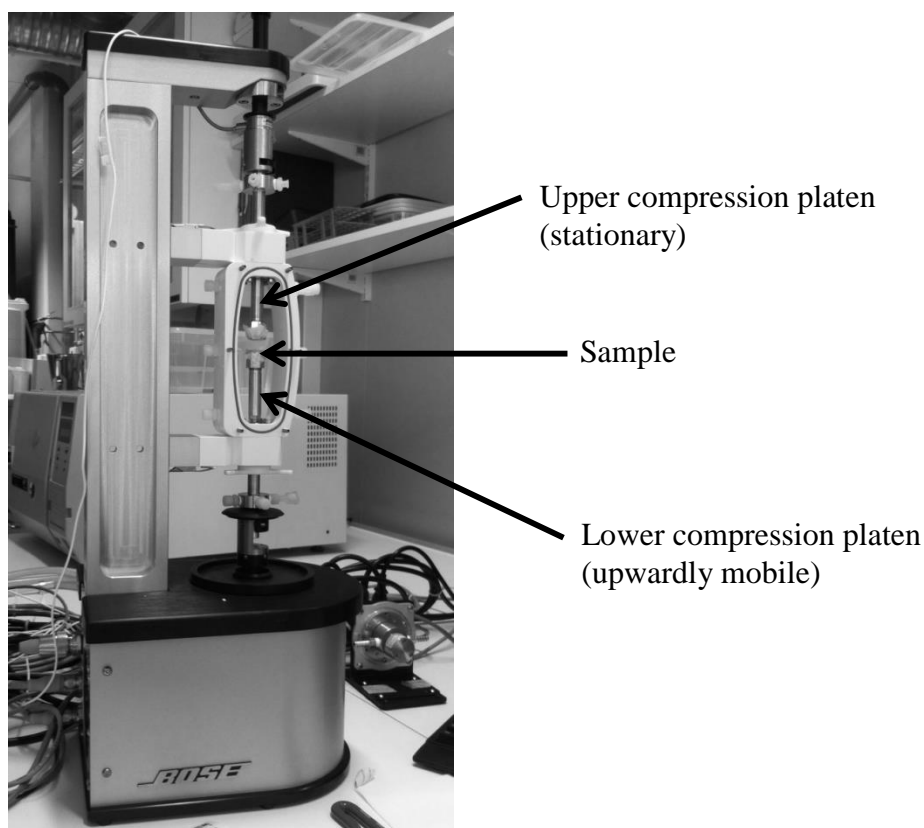 Upper compression platen
(stationary)
Sample
Lower compression platen
(upwardly mobile)
BOSE